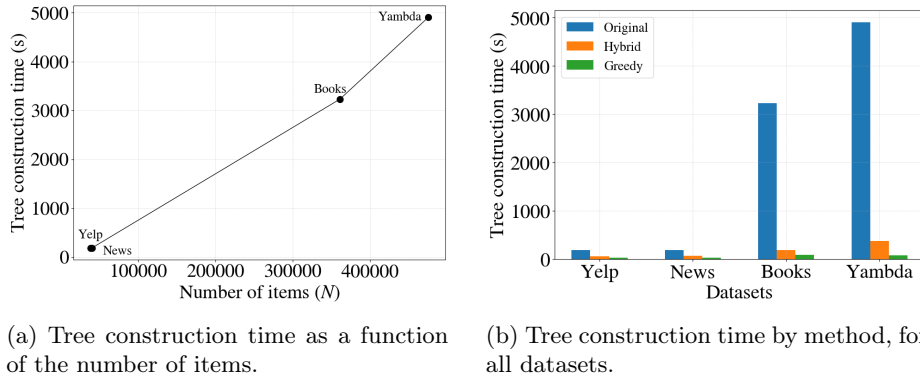 5000
4000
3000
2000
1000
0
Tree construction time (s)
Yambda
Books
Yelp
News
100000 200000 300000 400000
Number of items (N)
(a) Tree construction time as a function
of the number of items.
5000
4000
3000
2000
1000
0
Tree construction time (s)
Original
Hybrid
Greedy
Yelp News Books Yambda
Datasets
(b) Tree construction time by method, for
all datasets.